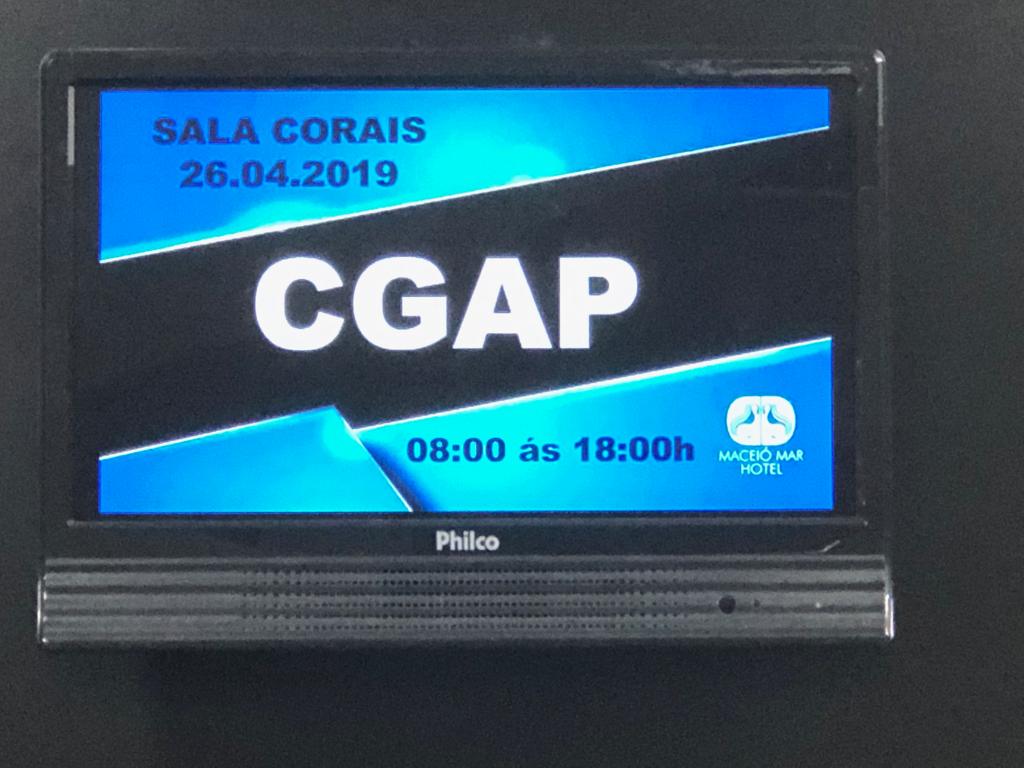 SALA CORAIS
26.04.2019
CGAP
08:00 ás 18:00h
MACEIÓ MAR
HOTEL
Philco